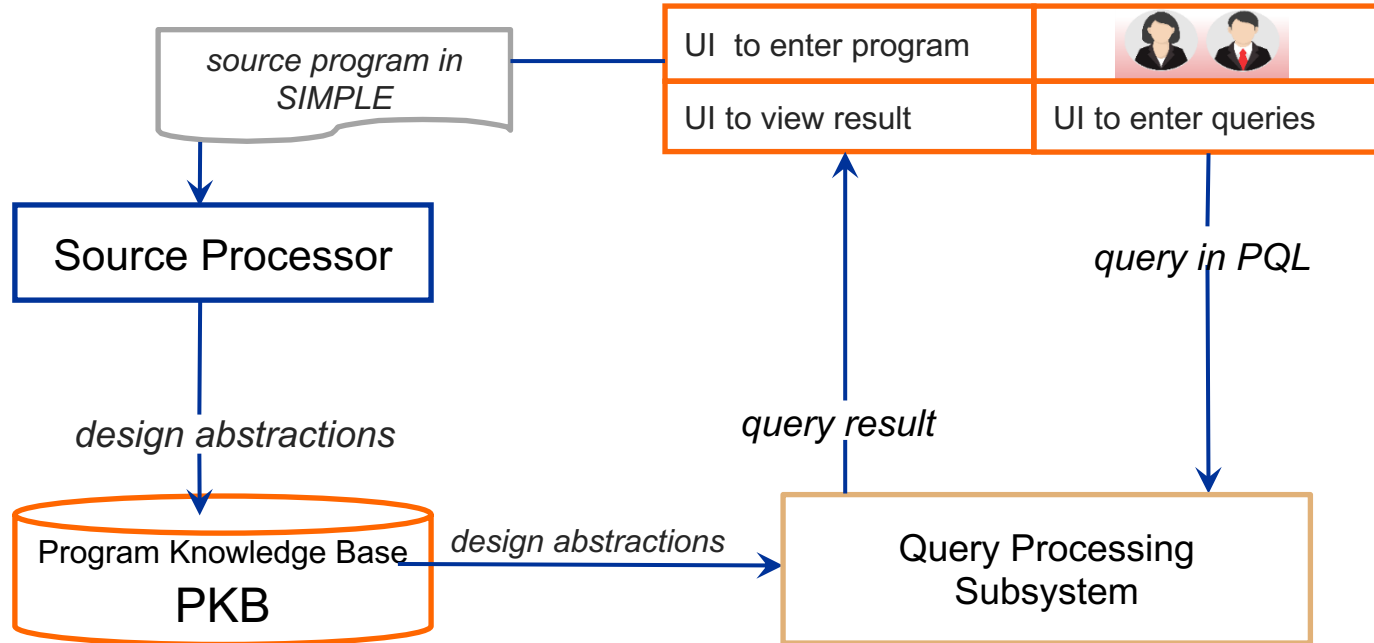 source program in
SIMPLE
UI to enter program
UI to view result
UI to enter queries
Source Processor
query in PQL
design abstractions
query result
Program Knowledge Base
PKB
design abstractions
Query Processing
Subsystem